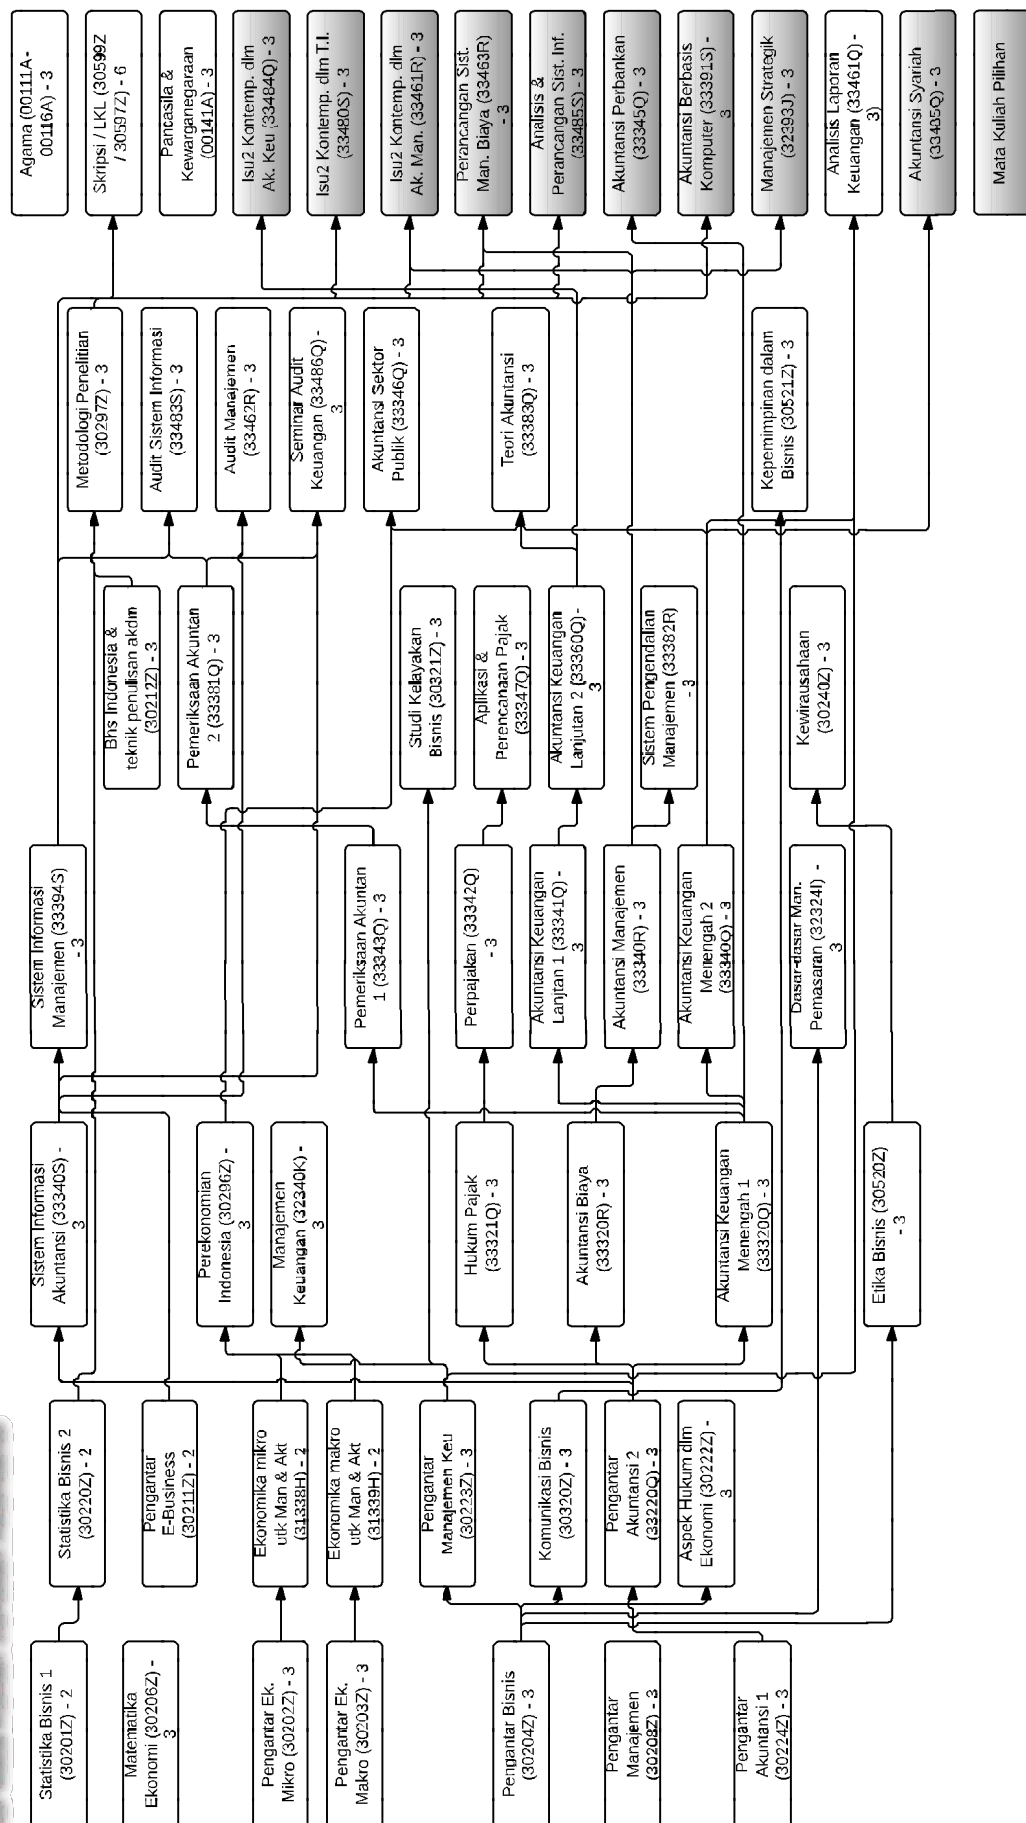 Statistika Bisnis 1
(30201Z) - 2
Matematika
Ekonomi (30206Z) -
3
Pengantar Ek.
Mikro (30202Z) - 3
Pengantar Ek.
Makro (30203Z) - 3
Pengantar Bisnis
(30204Z) - 3
Pengantar
Manajemen
(30208Z) - 3
Pengantar
Akuntansi 1
(30224Z) - 3
Statistika Bisnis 2
(30220Z) - 2
Pengantar
E-Business
(30211Z) - 2
Ekonomika mikro
utk Man & Akt
(31338H) - 2
Ekonomika makro
utk Man & Akt
(31339H) - 2
Pengantar
Manajemen Keu
(30223Z) - 3
Komunikasi Bisnis
(30320Z) - 3
Pengantar
Akuntansi 2
(33220Q) - 3
Aspek Hukum dlm
Ekonomi (30222Z) -
3
Sistem Informasi
Akuntansi (33340S) -
3
Perekonomian
Indonesia (30296Z) -
3
Manajemen
Keuangan (32340K) -
3
Hukum Pajak
(33321Q) - 3
Akuntansi Biaya
(33320R) - 3
Akuntansi Keuangan
Menengah 1
(33320Q) - 3
Etika Bisnis (30520Z)
- 3
Sistem Informasi
Manajemen (33394S)
- 3
Pemeriksaan Akuntan
1 (33343Q) - 3
Perpajakan (33342Q)
- 3
Akuntansi Keuangan
Lanjtan 1 (33341Q) -
3
Akuntansi Manajemen
(33340R) - 3
Akuntansi Keuangan
Menengah 2
(33340Q) - 3
Dasar-dasar Man.
Pemasaran (32324I) -
3
Bhs Indonesia &
teknik penulisan akdm
(30212Z) - 3
Pemeriksaan Akuntan
2 (33381Q) - 3
Studi Kelayakan
Bisnis (30321Z) - 3
Aplikasi &
Perencanaan Pajak
(33347Q) - 3
Akuntansi Keuangan
Lanjutan 2 (33360Q)-
3
Sistem Pengendalian
Manajemen (33382R)
- 3
Kewirausahaan
(30240Z) - 3
Metodologi Penelitian
(30297Z) - 3
Audit Sistem Informasi
(33483S) - 3
Audit Manajemen
(33462R) - 3
Seminar Audit
Keuangan (33486Q) -
3
Akuntansi Sektor
Publik (33346Q) - 3
Teori Akuntansi
(33383Q) - 3
Kepemimpinan dalam
Bisnis (30521Z) - 3
Agama (00111A -
00116A) - 3
Skripsi / LKL (30599Z
/ 30597Z) - 6
Pancasila &
Kewarganegaraan
(00141A) - 3
Isu2 Kontemp. dlm
Ak. Keu (33484Q) - 3
Isu2 Kontemp. dlm T.I.
(33480S) - 3
Isu2 Kontemp. dlm
Ak. Man. (33461R) - 3
Perancangan Sist.
Man. Biaya (33463R)
- 3
Analisis &
Perancangan Sist. Inf.
(33485S) - 3
Akuntansi Perbankan
(33345Q) - 3
Akuntansi Berbasis
Komputer (33391S) -
3
Manajemen Strategik
(32393J) - 3
Analisis Laporan
Keuangan (33461Q) -
3)
Akuntansi Syariah
(33485Q) - 3
Mata Kuliah Pilihan